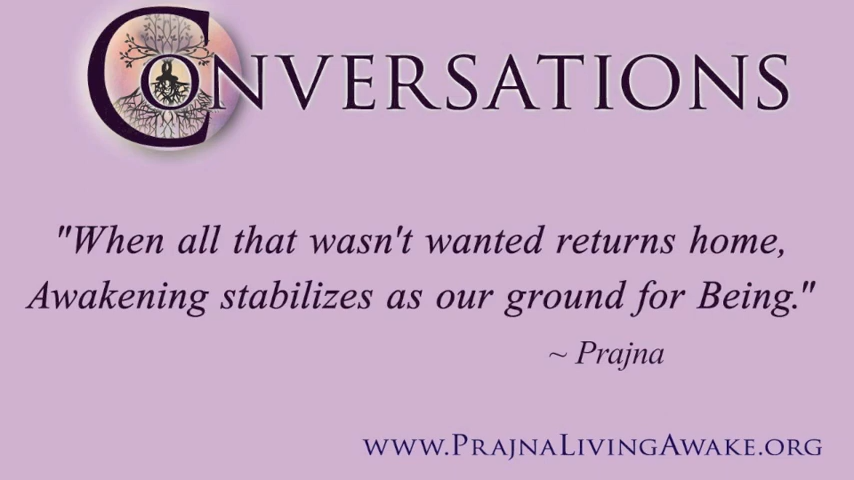 CONVERSATIONS
"When all that wasn't wanted returns home,
Awakening stabilizes as our ground for Being."
~ Prajna
www.PrajnaLivingAwake.org